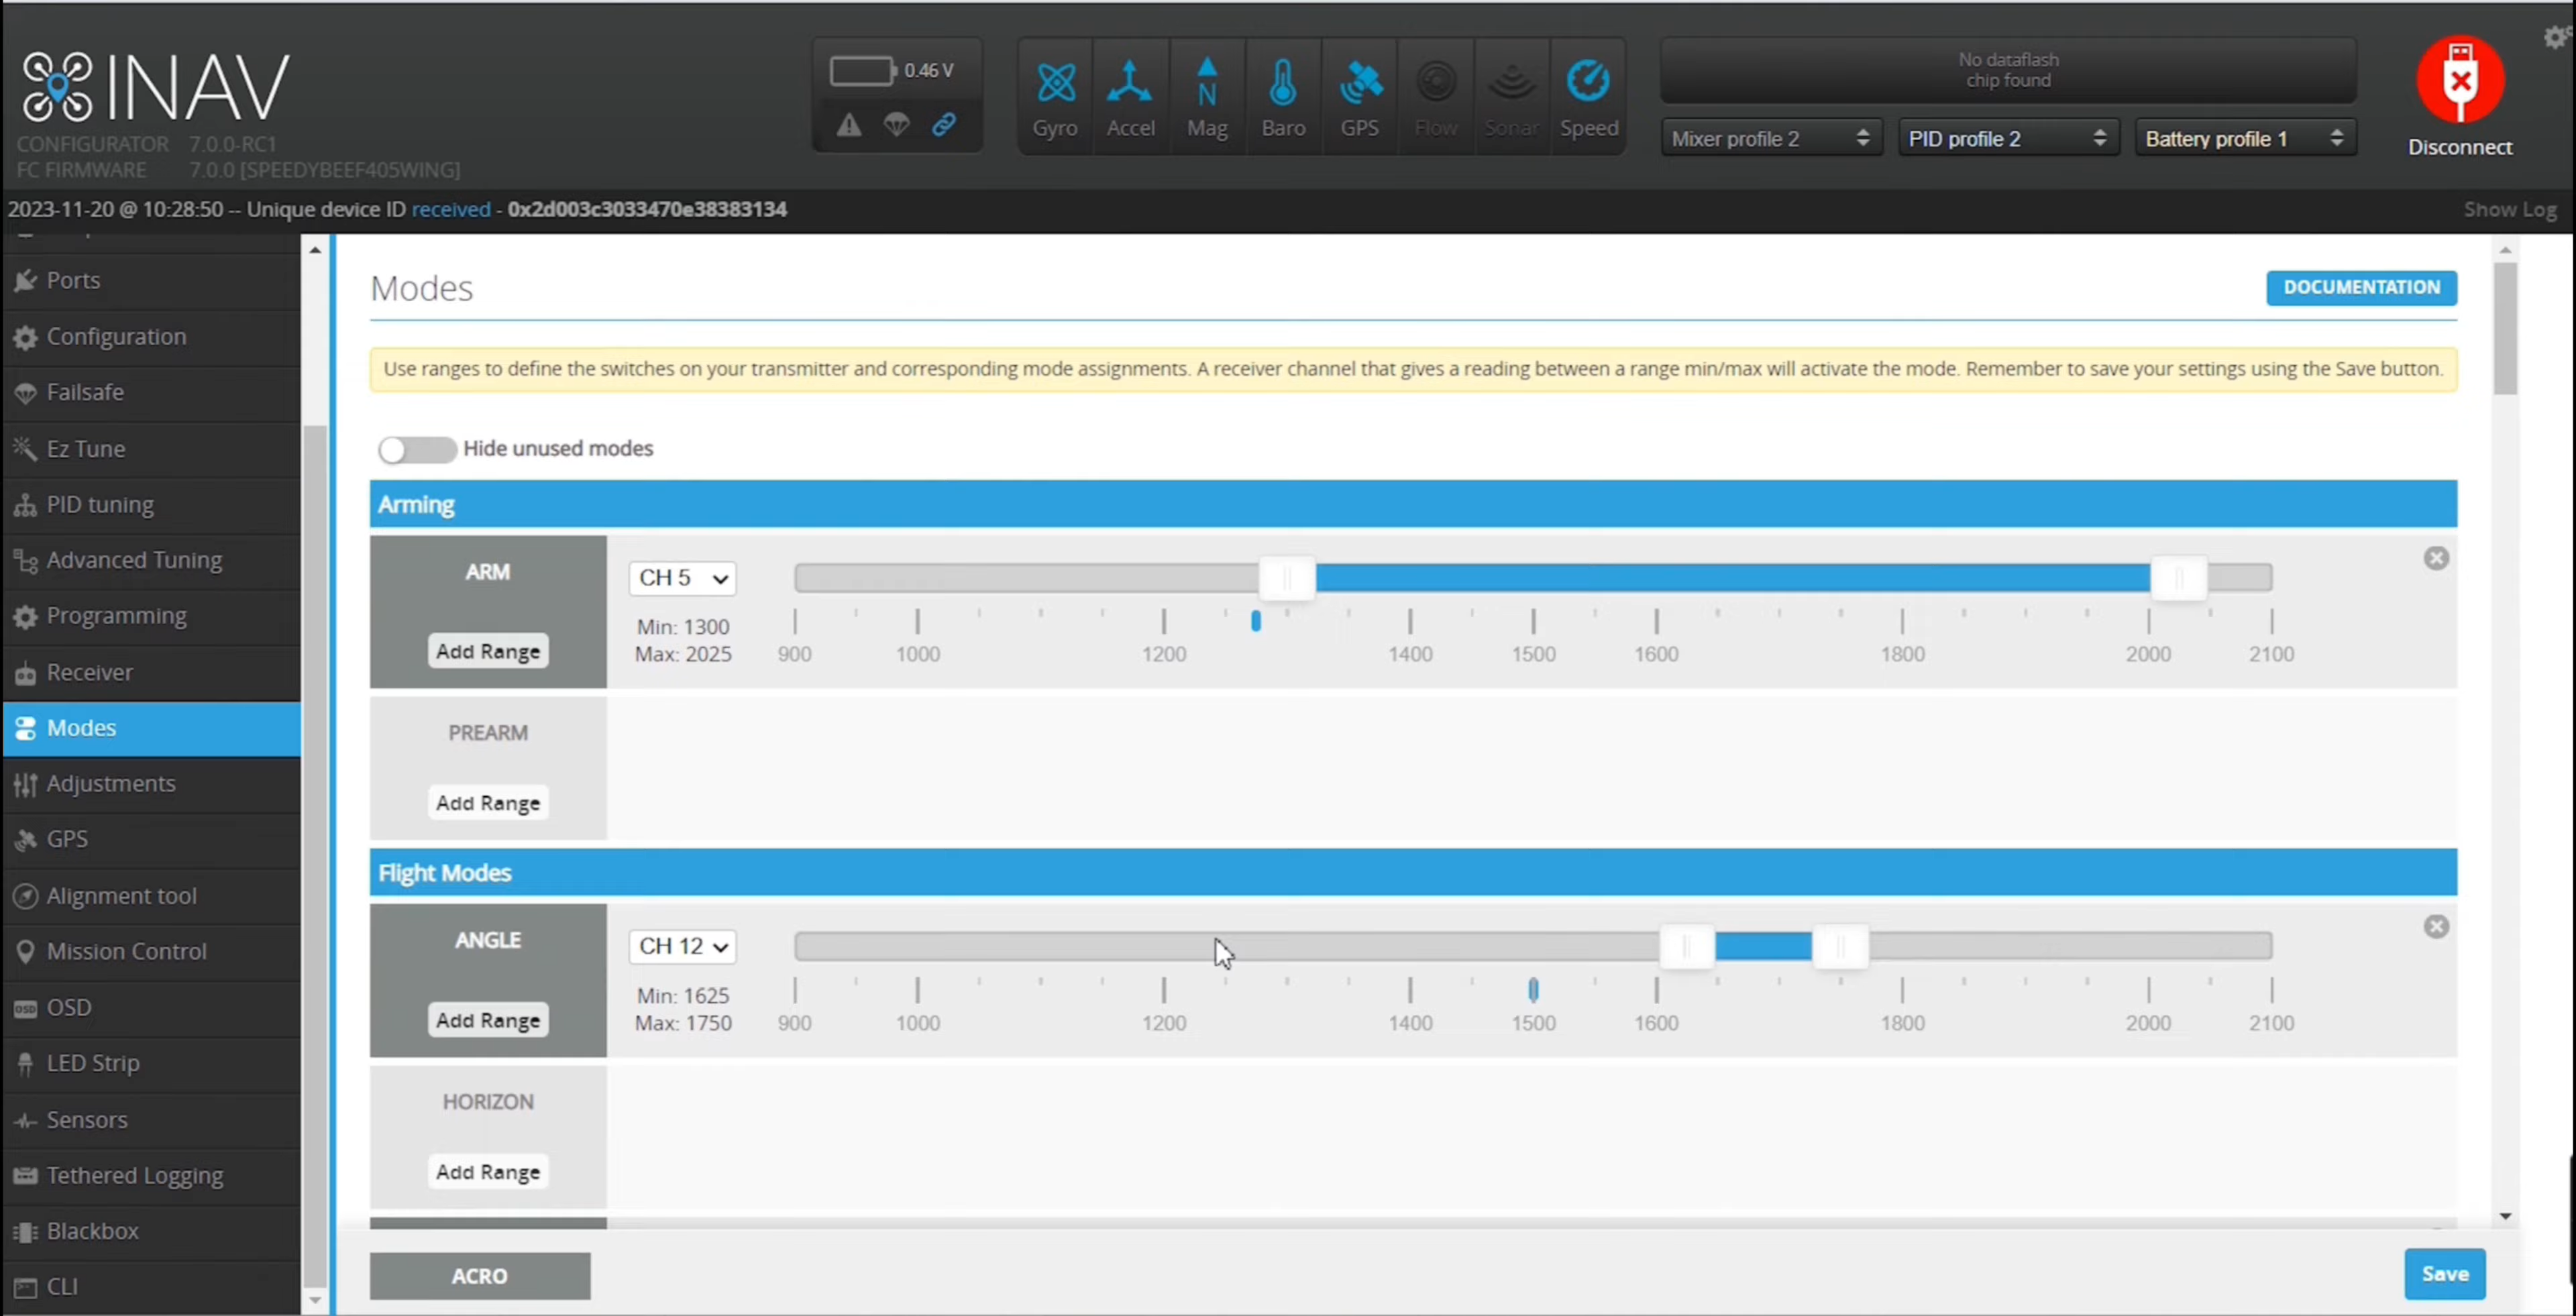 INAV
CONFIGURATOR 7.0.0-RC1
FC FIRMWARE 7.0.0 [SPEEDYBEEF405WING]
0.46 V
Gyro
Accel
N
Mag
Baro
GPS
Flow
Sonar
Speed
No dataflash
chip found
Mixer profile 2
PID profile 2
Battery profile 1
Disconnect
2023-11-20 @ 10:28:50 -- Unique device ID received - 0x2d003c3033470e38383134
Show Log
Ports
Configuration
Failsafe
Ez Tune
PID tuning
Advanced Tuning
Programming
Receiver
Modes
Adjustments
GPS
Alignment tool
Mission Control
OSD
OSD
LED Strip
Sensors
Tethered Logging
Blackbox
CLI
Modes
DOCUMENTATION
Use ranges to define the switches on your transmitter and corresponding mode assignments. A receiver channel that gives a reading between a range min/max will activate the mode. Remember to save your settings using the Save button.
Hide unused modes
Arming
ARM
Add Range
CH 5
Min: 1300
Max: 2025
900 1000 1200 1400 1500 1600 1800 2000 2100
PREARM
Add Range
Flight Modes
ANGLE
Add Range
CH 12
Min: 1625
Max: 1750
900 1000 1200 1400 1500 1600 1800 2000 2100
HORIZON
Add Range
ACRO
Save